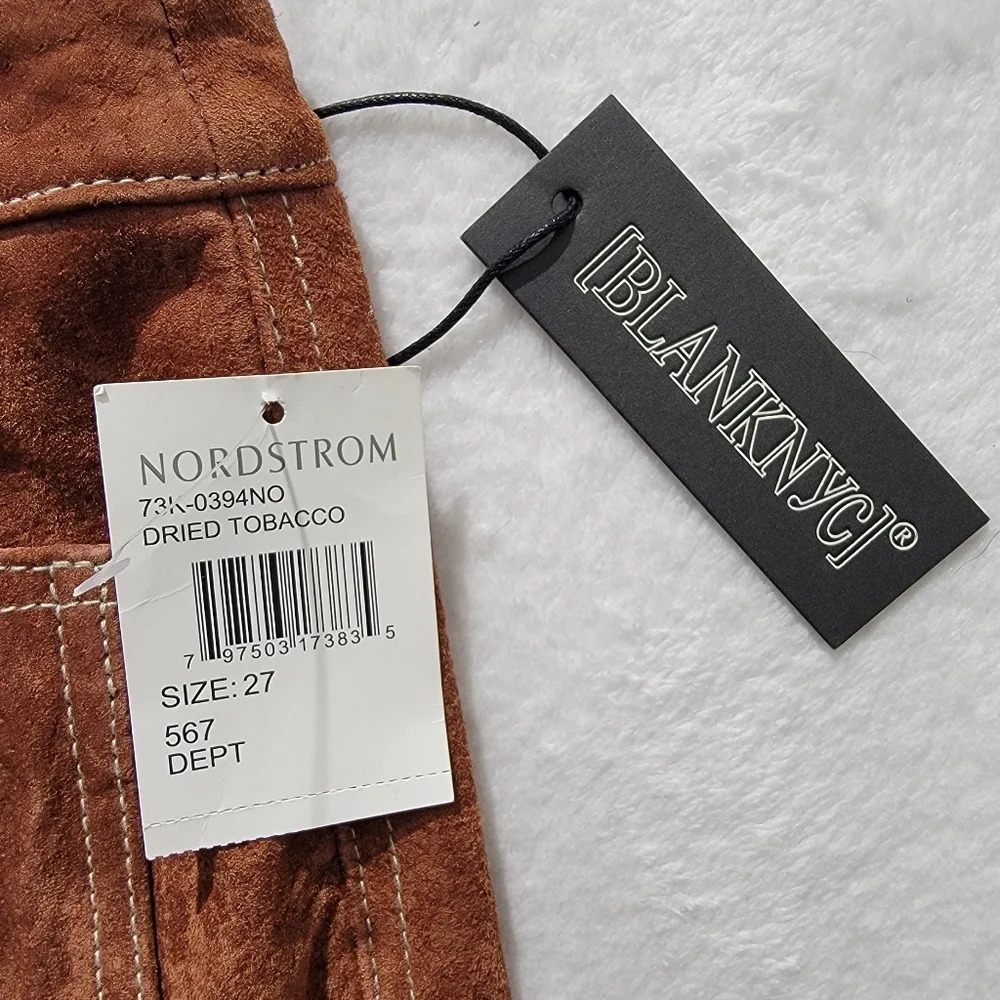 NORDSTROM
73K-0394NO
DRIED TOBACCO
7 97503 17383 5
SIZE: 27
567
DEPT
[BLANKNYC]®